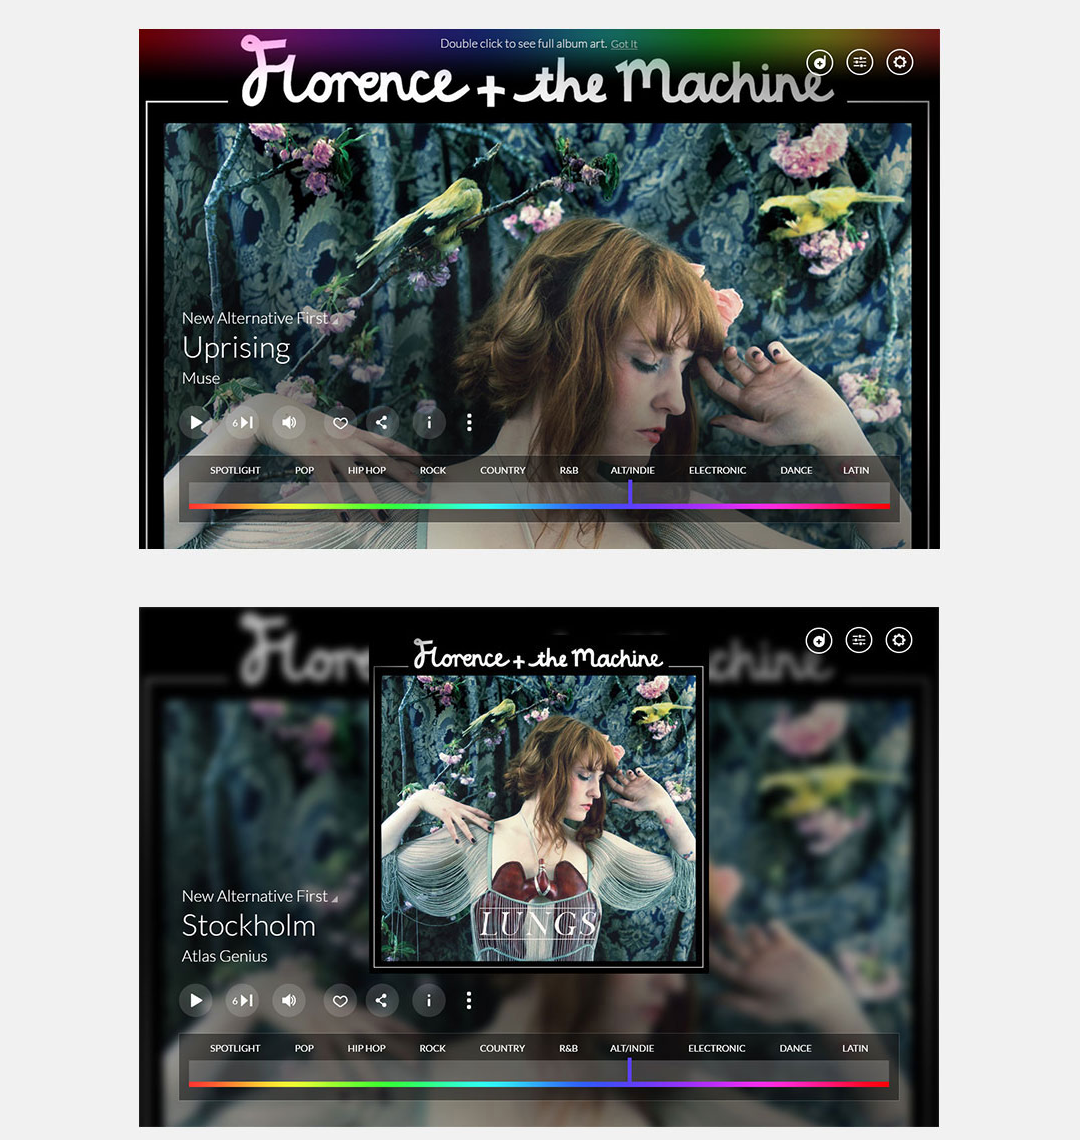 Double click to see full album art. Got It
Florence + the Machine
New Alternative First
Uprising
Muse
6
SPOTLIGHT POP HIP HOP ROCK COUNTRY R&B ALT/INDIE ELECTRONIC DANCE LATIN
Flore chine
Florence + the Machine
LUNGS
New Alternative First
Stockholm
Atlas Genius
6
SPOTLIGHT POP HIP HOP ROCK COUNTRY R&B ALT/INDIE ELECTRONIC DANCE LATIN